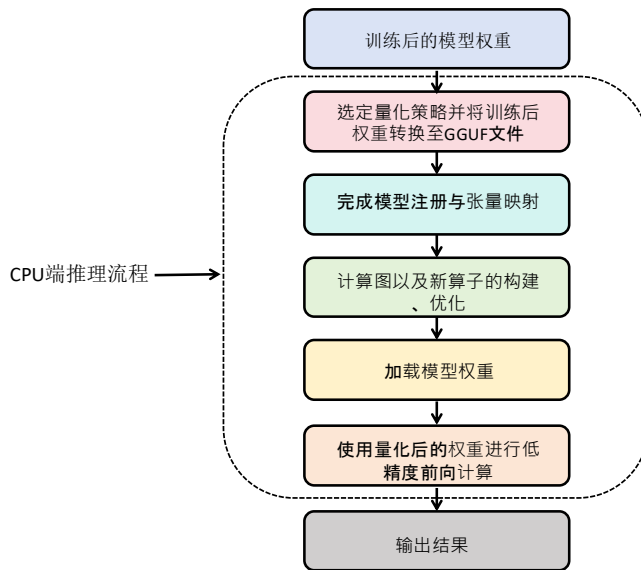 训练后的模型权重
选定量化策略并将训练后
权重转换至GGUF文件
完成模型注册与张量映射
CPU端推理流程
计算图以及新算子的构建
、优化
加载模型权重
使用量化后的权重进行低
精度前向计算
输出结果